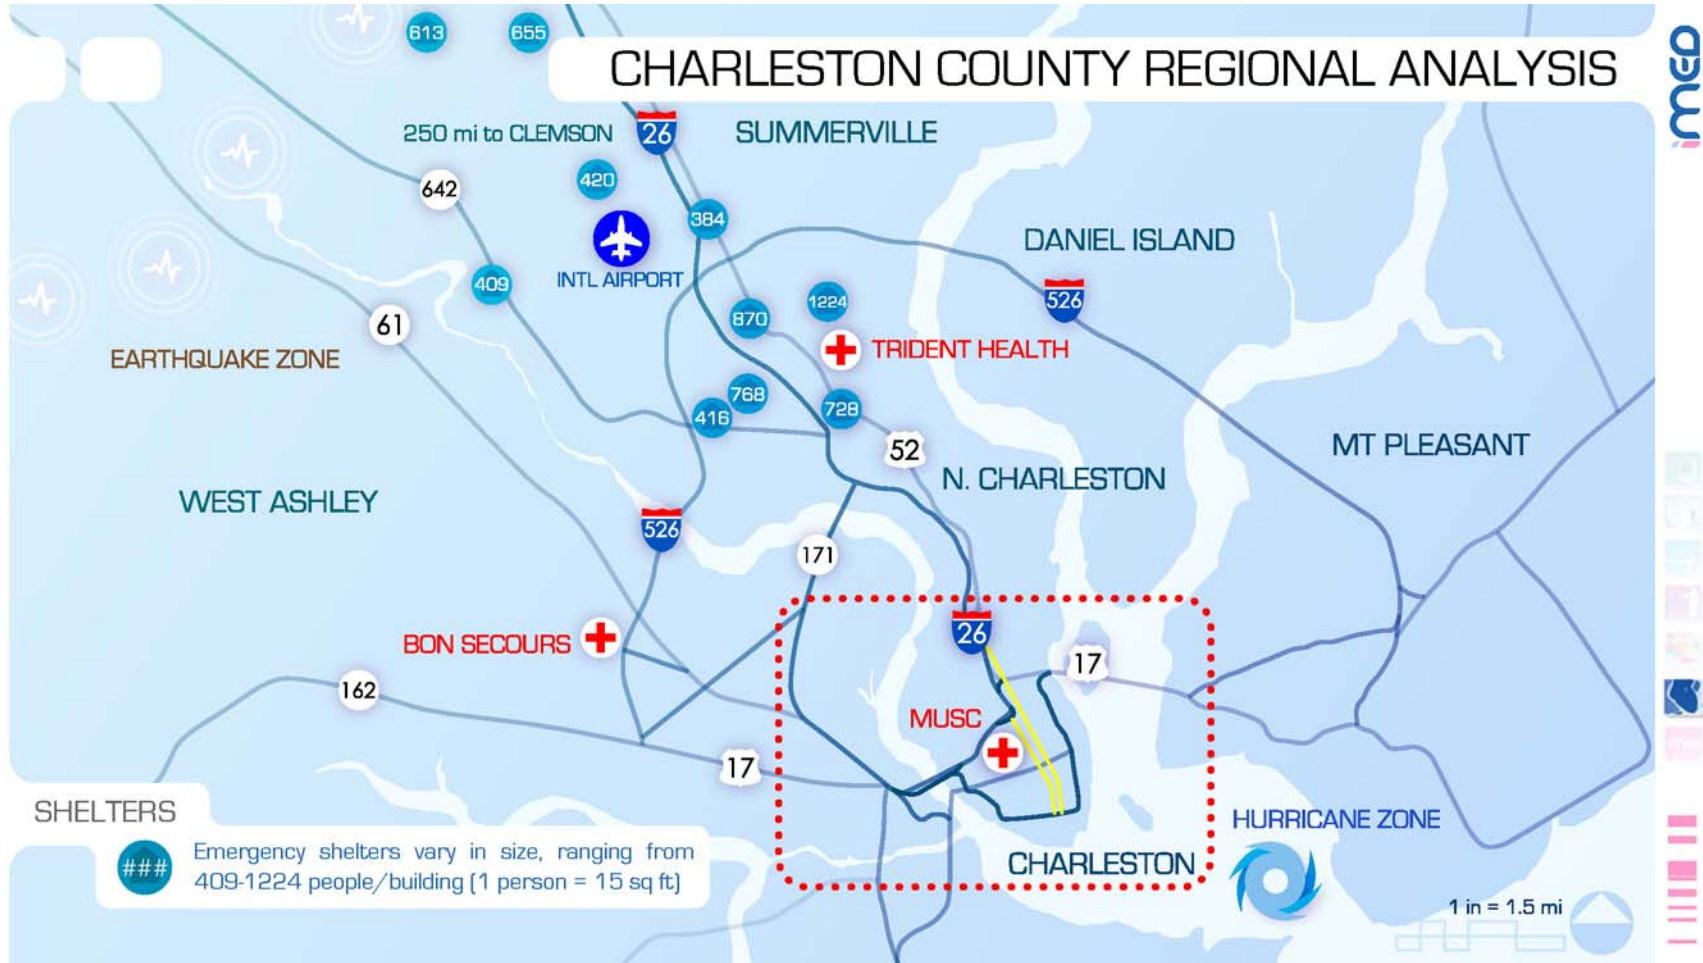 613
655
CHARLESTON COUNTY REGIONAL ANALYSIS
imED
250 mi to CLEMSON
26
SUMMERVILLE
420
642
384
DANIEL ISLAND
INTL AIRPORT
409
526
1224
870
61
TRIDENT HEALTH
EARTHQUAKE ZONE
768
416
728
52
MT PLEASANT
N. CHARLESTON
WEST ASHLEY
526
171
26
BON SECOURS
17
162
MUSC
17
SHELTERS
HURRICANE ZONE
###
Emergency shelters vary in size, ranging from
409-1224 people/building (1 person = 15 sq ft)
CHARLESTON
1 in = 1.5 mi